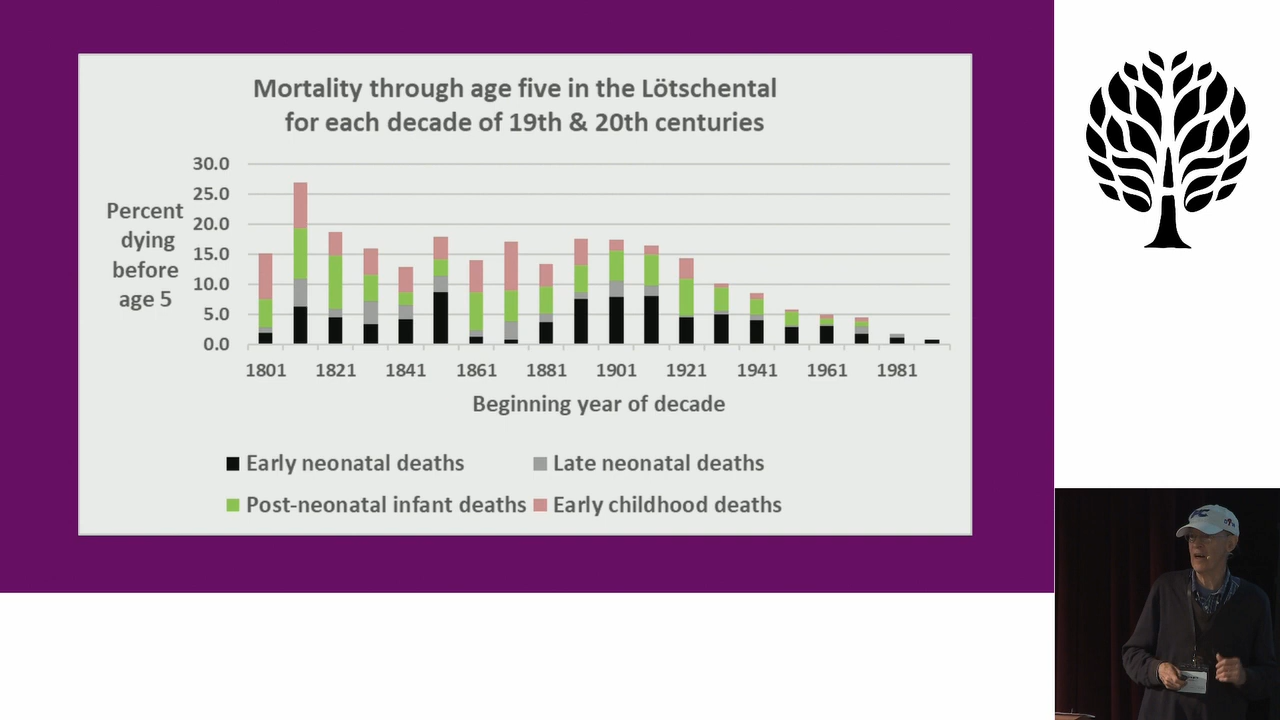 Mortality through age five in the Lötschental
for each decade of 19th & 20th centuries
30.0
25.0
20.0
15.0
10.0
5.0
0.0
Percent
dying
before
age 5
1801 1821 1841 1861 1881 1901 1921 1941 1961 1981
Beginning year of decade
Early neonatal deaths Late neonatal deaths
Post-neonatal infant deaths Early childhood deaths